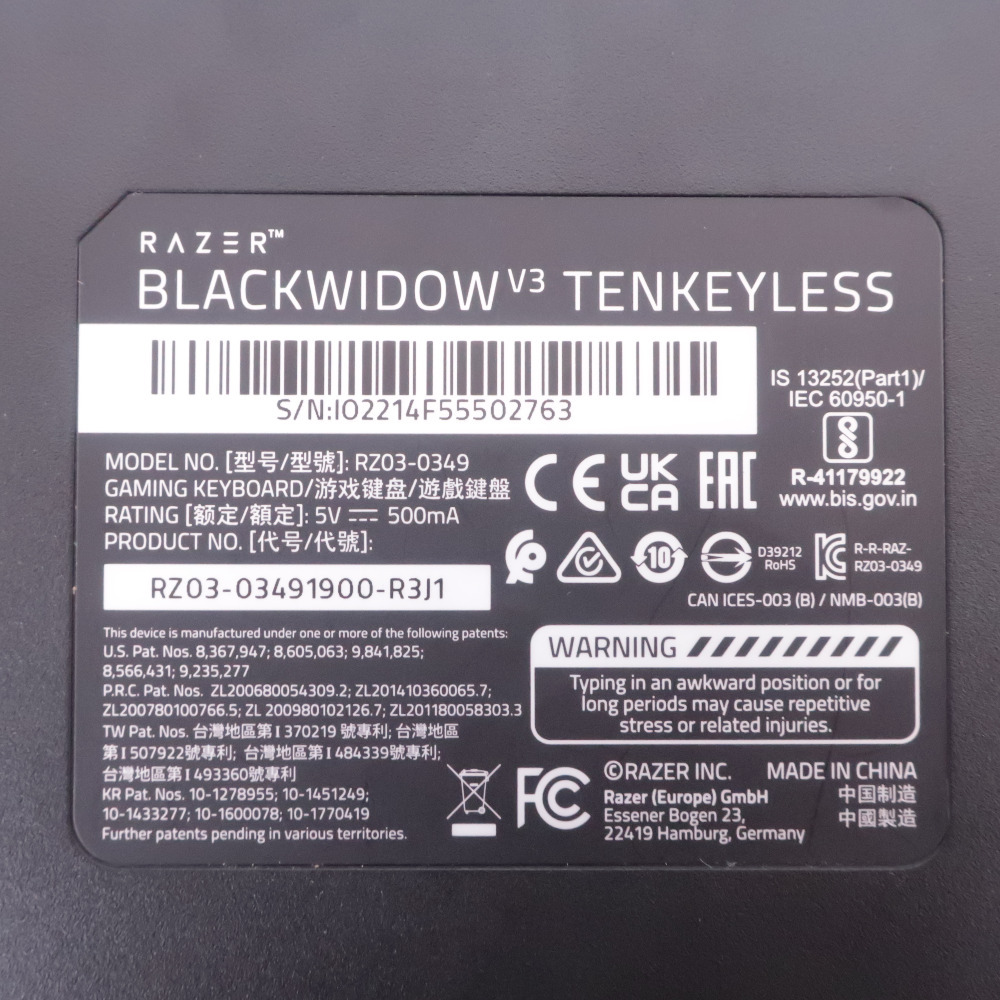 RAZER™
BLACKWIDOW V3 TENKEYLESS
S/N:IO2214F55502763
IS 13252(Part1)/
IEC 60950-1
R-41179922
www.bis.gov.in
MODEL NO. [型号/型號]: RZ03-0349
GAMING KEYBOARD/游戏键盘/遊戲鍵盤
RATING [额定/額定]: 5V ⎓ 500mA
PRODUCT NO. [代号/代號]:
RZ03-03491900-R3J1
CE UKCA EAC
10
D39212
RoHS
R-R-RAZ-
RZ03-0349
CAN ICES-003 (B) / NMB-003(B)
This device is manufactured under one or more of the following patents:
U.S. Pat. Nos. 8,367,947; 8,605,063; 9,841,825;
8,566,431; 9,235,277
P.R.C. Pat. Nos. ZL200680054309.2; ZL201410360065.7;
ZL200780100766.5; ZL 200980102126.7; ZL201180058303.3
TW Pat. Nos. 台灣地區第 I 370219 號專利; 台灣地區
第 I 507922號專利; 台灣地區第 I 484339號專利;
台灣地區第 I 493360號專利
KR Pat. Nos. 10-1278955; 10-1451249;
10-1433277; 10-1600078; 10-1770419
Further patents pending in various territories.
WARNING
Typing in an awkward position or for
long periods may cause repetitive
stress or related injuries.
FC
©RAZER INC.
Razer (Europe) GmbH
Essener Bogen 23,
22419 Hamburg, Germany
MADE IN CHINA
中国制造
中國製造